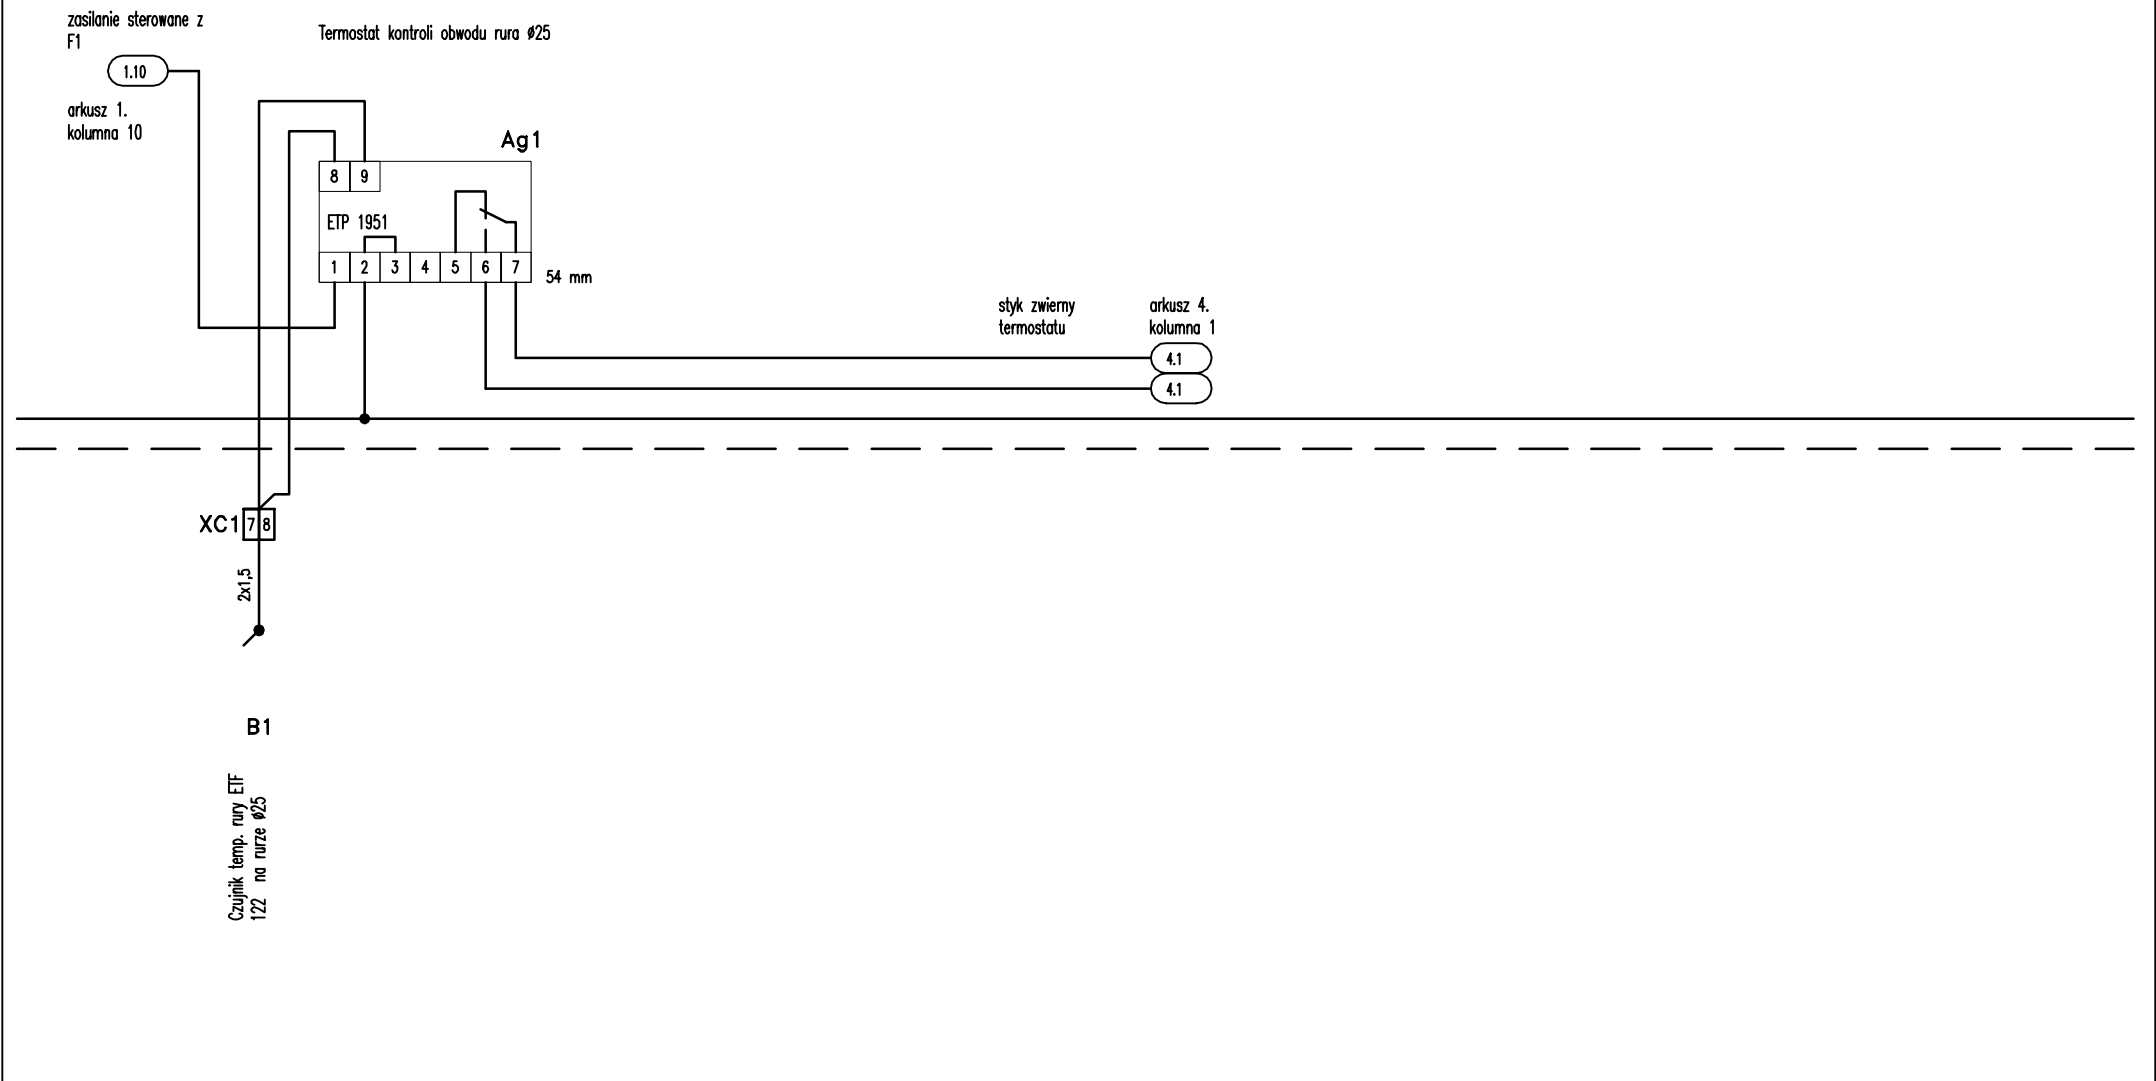 zasilanie sterowane z
F1
1.10
arkusz 1.
kolumna 10
Termostat kontroli obwodu rura ø25
Ag1
8 9
ETP 1951
1 2 3 4 5 6 7
54 mm
styk zwierny
termostatu
arkusz 4.
kolumna 1
4.1
4.1
XC1 7 8
2x1,5
B1
Czujnik temp. rury ETF
122 na rurze ø25